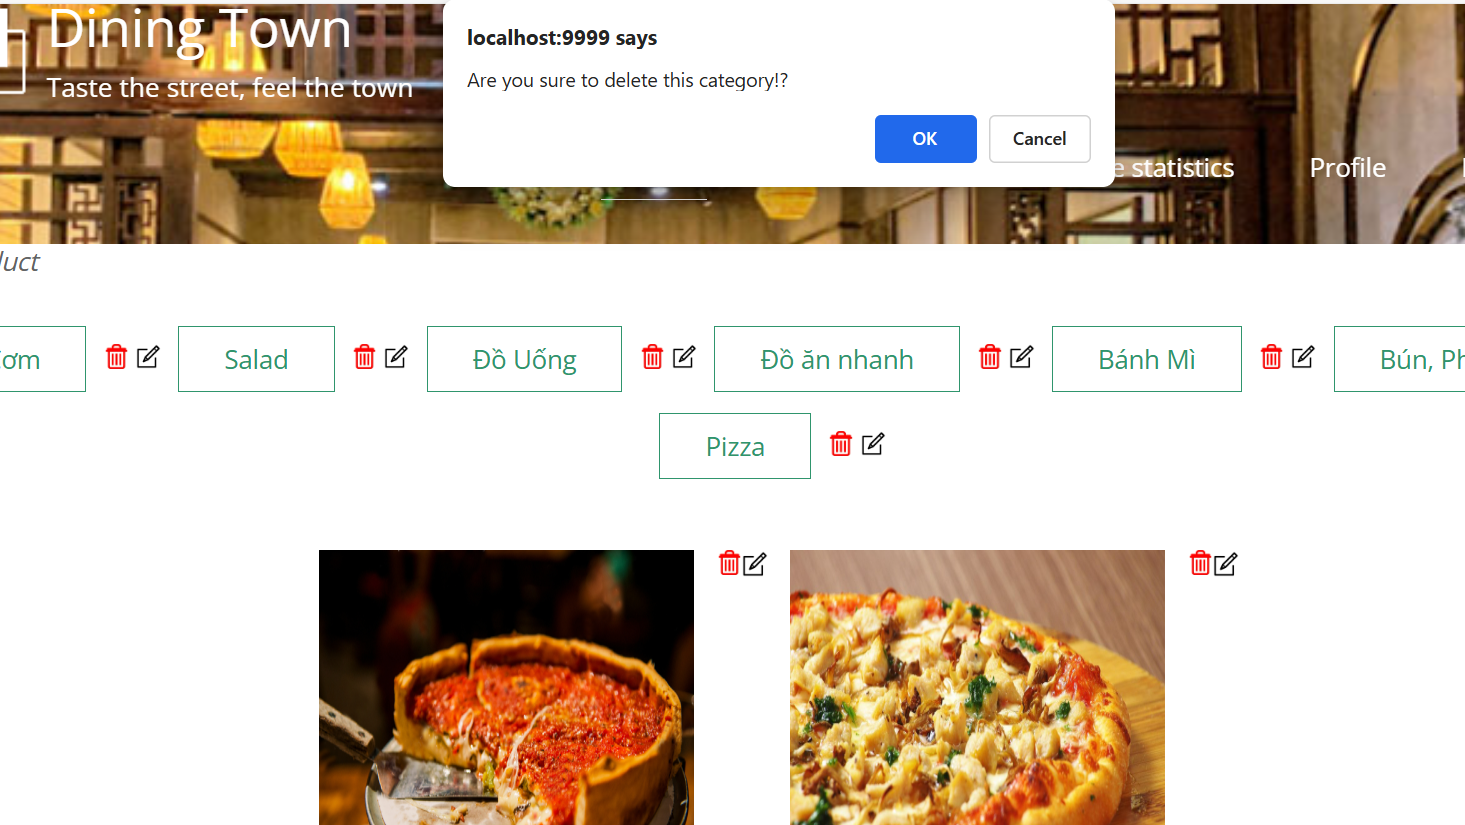 Dining Town
Taste the street, feel the town
localhost:9999 says
Are you sure to delete this category!?
OK
Cancel
statistics
Profile
Salad
Đồ Uống
Đồ ăn nhanh
Bánh Mì
Bún,
Pizza